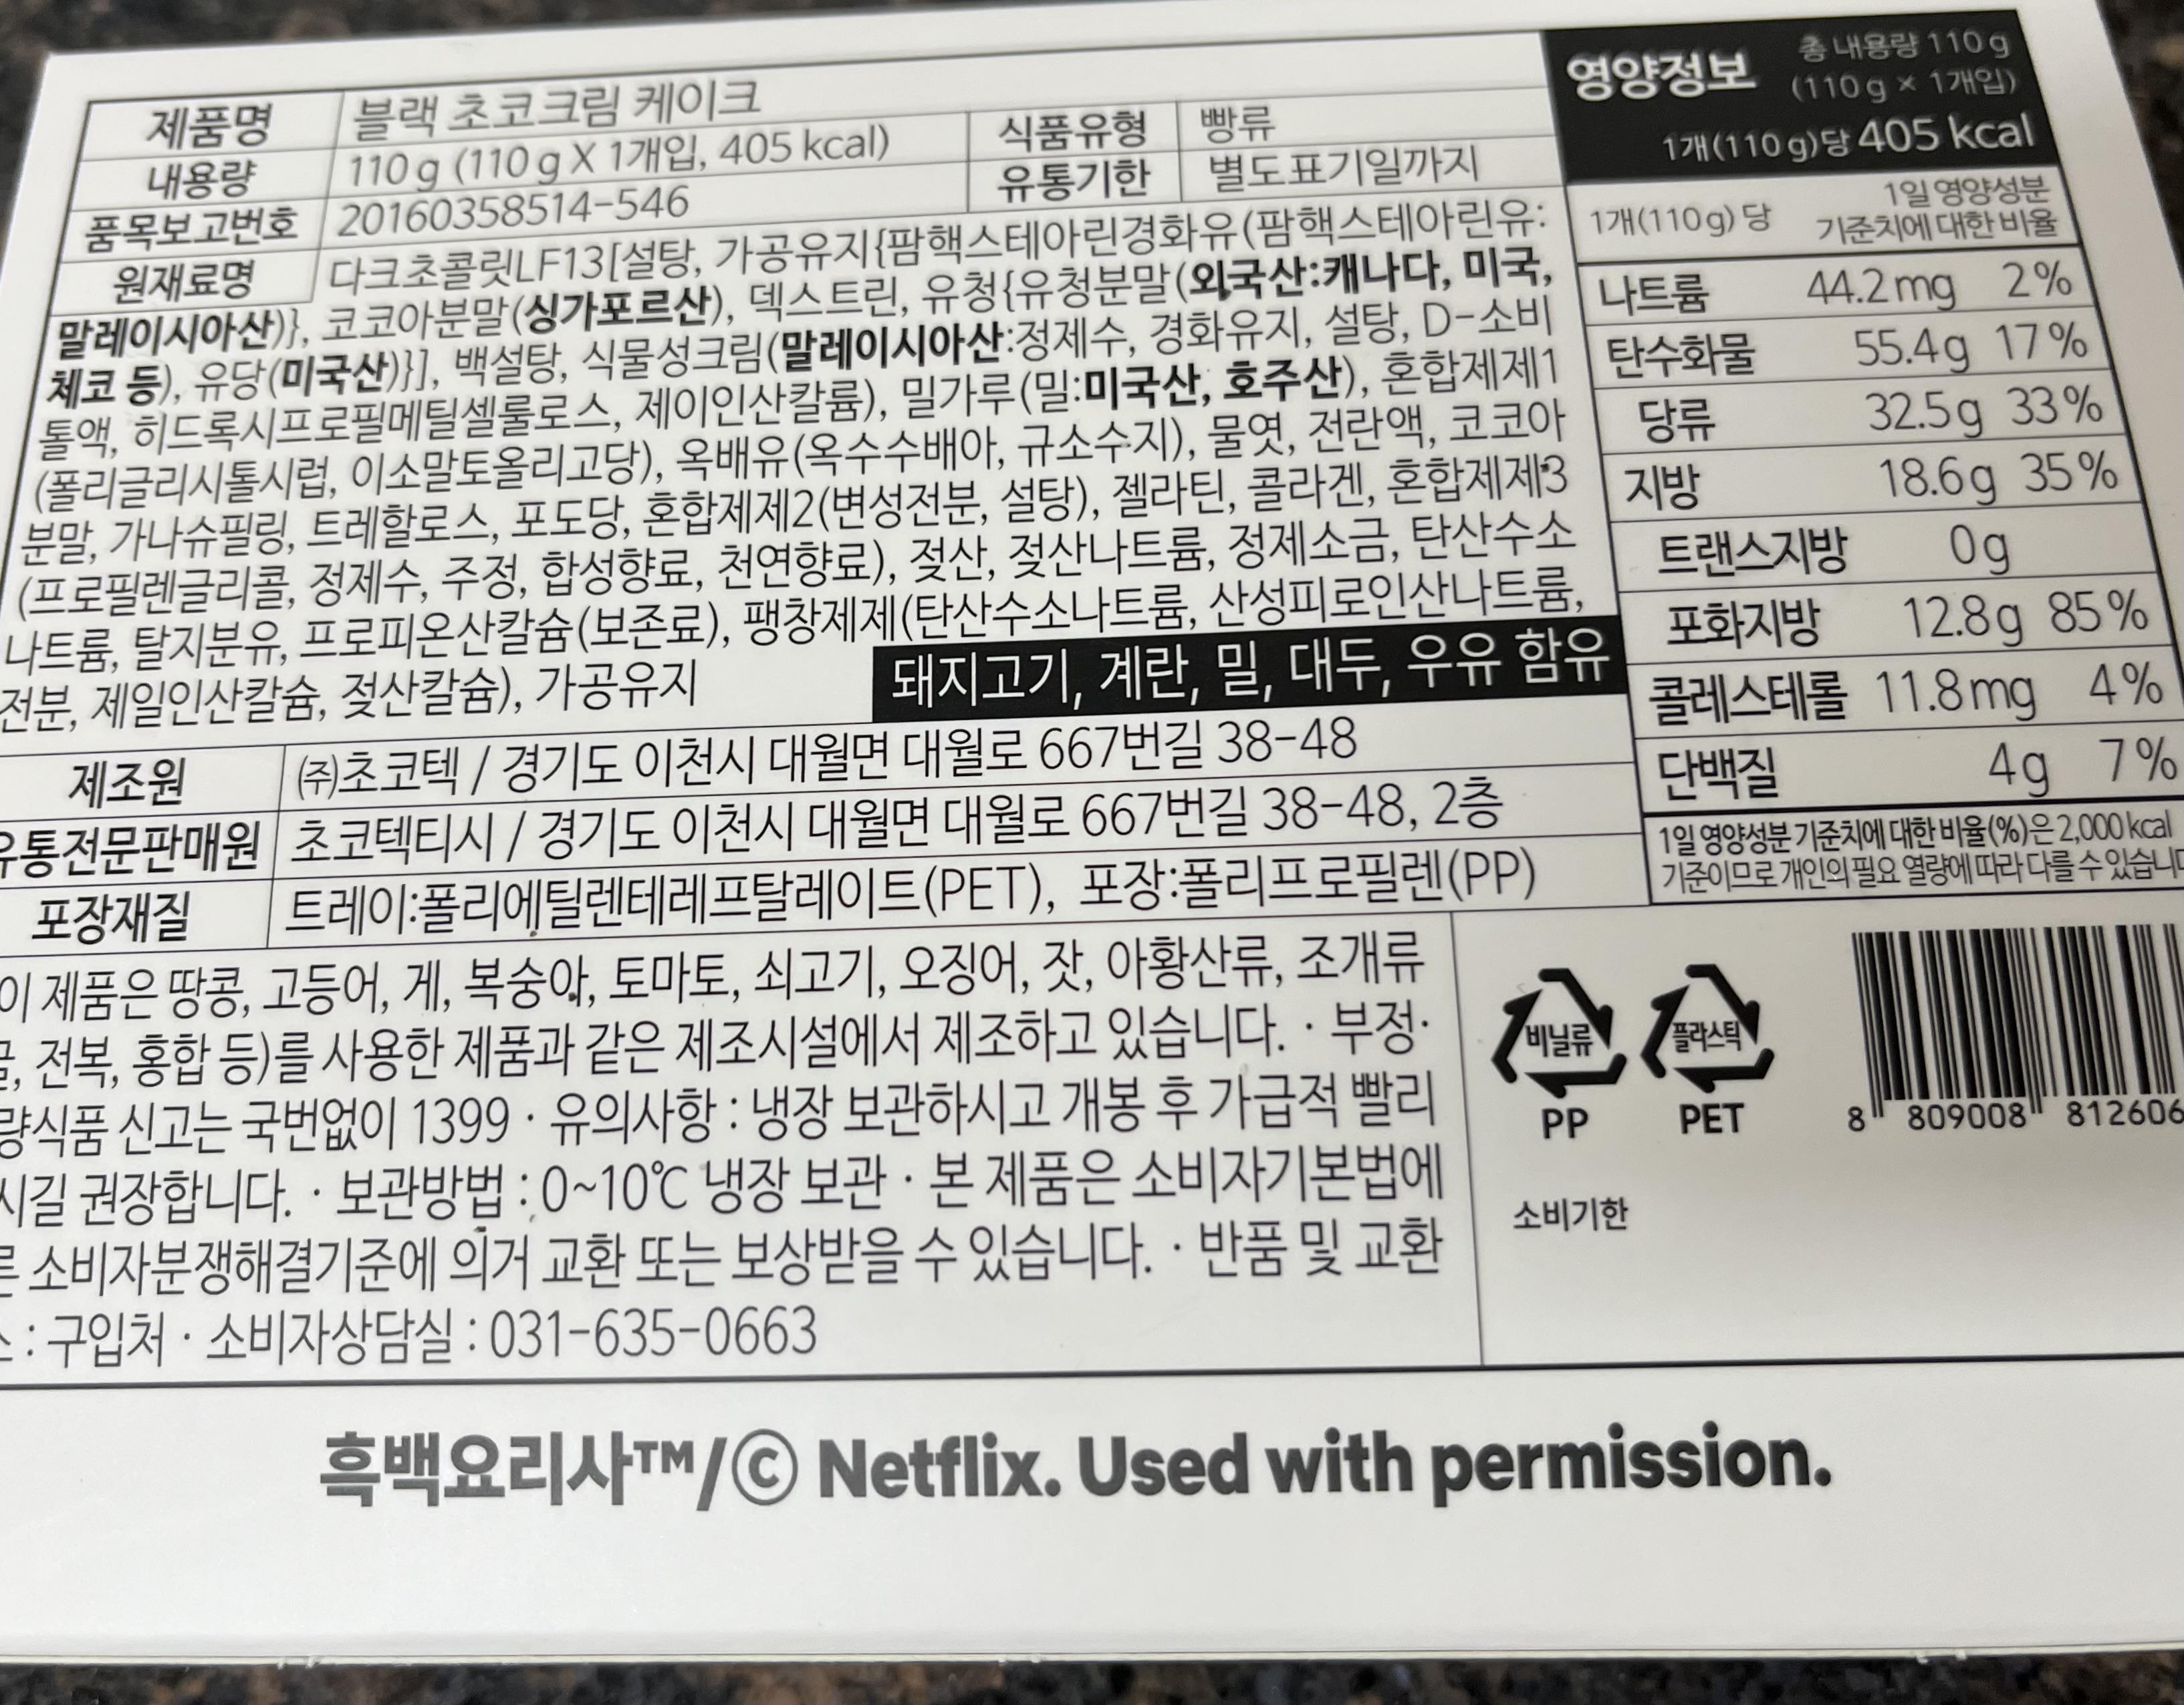 제품명 블랙 초코크림 케이크
내용량 110 g (110 g X 1개입, 405 kcal) 식품유형 빵류
품목보고번호 20160358514-546 유통기한 별도표기일까지
원재료명 다크초콜릿LF13[설탕, 가공유지{팜핵스테아린경화유(팜핵스테아린유:
말레이시아산)}, 코코아분말(싱가포르산), 덱스트린, 유청{유청분말(외국산:캐나다, 미국,
체코 등), 유당(미국산)}], 백설탕, 식물성크림(말레이시아산:정제수, 경화유지, 설탕, D-소비
톨액, 히드록시프로필메틸셀룰로스, 제이인산칼륨), 밀가루(밀:미국산, 호주산), 혼합제제1
(폴리글리시톨시럽, 이소말토올리고당), 옥배유(옥수수배아, 규소수지), 물엿, 전란액, 코코아
분말, 가나슈필링, 트레할로스, 포도당, 혼합제제2(변성전분, 설탕), 젤라틴, 콜라겐, 혼합제제3
(프로필렌글리콜, 정제수, 주정, 합성향료, 천연향료), 젖산, 젖산나트륨, 정제소금, 탄산수소
나트륨, 탈지분유, 프로피온산칼슘(보존료), 팽창제제(탄산수소나트륨, 산성피로인산나트륨,
전분, 제일인산칼슘, 젖산칼슘), 가공유지
돼지고기, 계란, 밀, 대두, 우유 함유
제조원 ㈜초코텍 / 경기도 이천시 대월면 대월로 667번길 38-48
유통전문판매원 초코텍티시 / 경기도 이천시 대월면 대월로 667번길 38-48, 2층
포장재질 트레이:폴리에틸렌테레프탈레이트(PET), 포장:폴리프로필렌(PP)
이 제품은 땅콩, 고등어, 게, 복숭아, 토마토, 쇠고기, 오징어, 잣, 아황산류, 조개류
전복, 홍합 등)를 사용한 제품과 같은 제조시설에서 제조하고 있습니다. · 부정·
량식품 신고는 국번없이 1399 · 유의사항 : 냉장 보관하시고 개봉 후 가급적 빨리
시길 권장합니다. · 보관방법 : 0~10℃ 냉장 보관 · 본 제품은 소비자기본법에
소비자분쟁해결기준에 의거 교환 또는 보상받을 수 있습니다. · 반품 및 교환
: 구입처 · 소비자상담실 : 031-635-0663
영양정보 총 내용량 110 g
(110 g × 1개입)
1개(110 g)당 405 kcal
1개(110 g) 당 1일 영양성분
기준치에 대한 비율
나트륨 44.2 mg 2 %
탄수화물 55.4 g 17 %
당류 32.5 g 33 %
지방 18.6 g 35 %
트랜스지방 0 g
포화지방 12.8 g 85 %
콜레스테롤 11.8 mg 4 %
단백질 4 g 7 %
1일 영양성분 기준치에 대한 비율(%)은 2,000 kcal
기준이므로 개인의 필요 열량에 따라 다를 수 있습니다
비닐류 플라스틱
PP PET
8 809008 812606
소비기한
흑백요리사™/© Netflix. Used with permission.